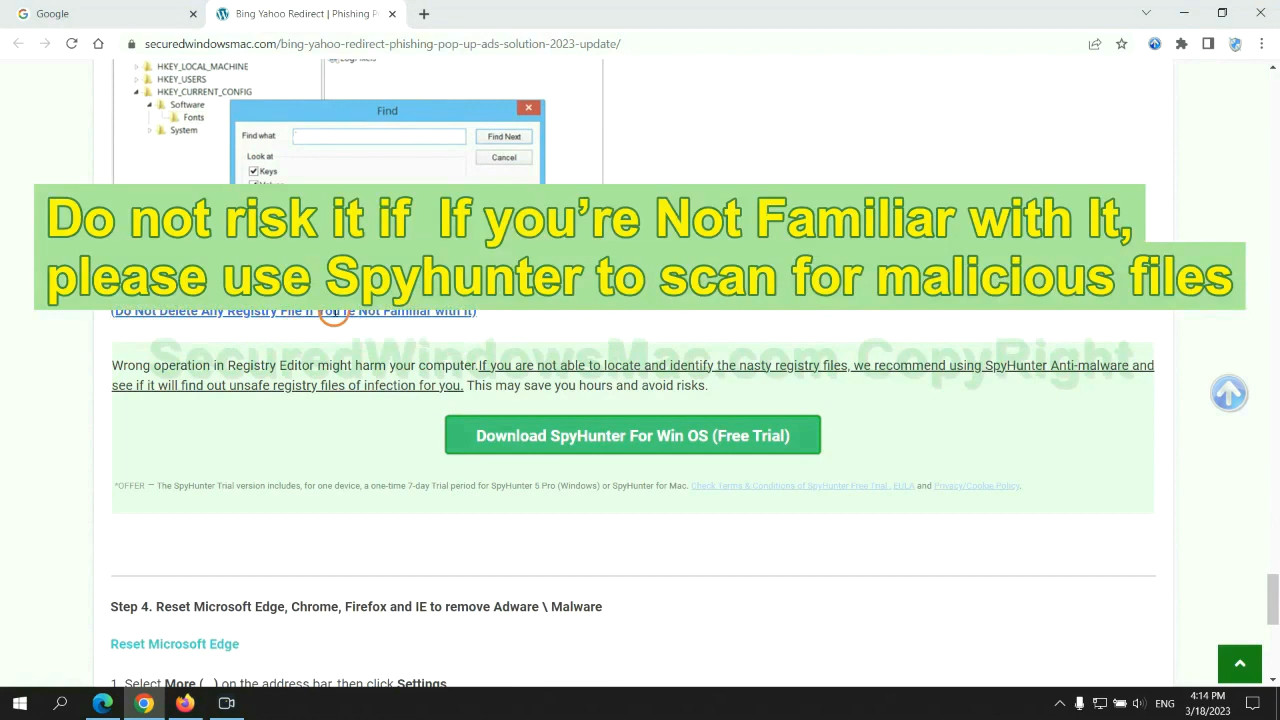 Google
Bing Yahoo Redirect | Phishing P
securedwindowsmac.com/bing-yahoo-redirect-phishing-pop-up-ads-solution-2023-update/
HKEY_LOCAL_MACHINE
HKEY_USERS
HKEY_CURRENT_CONFIG
Software
Fonts
System
Find
Find what:
Find Next
Look at
Cancel
Keys
Do not risk it if If you’re Not Familiar with It,
please use Spyhunter to scan for malicious files
(Do Not Delete Any Registry File If You're Not Familiar with It)
SecuredWindowsMac.com CopyRight
Wrong operation in Registry Editor might harm your computer.If you are not able to locate and identify the nasty registry files, we recommend using SpyHunter Anti-malware and
see if it will find out unsafe registry files of infection for you. This may save you hours and avoid risks.
Download SpyHunter For Win OS (Free Trial)
*OFFER — The SpyHunter Trial version includes, for one device, a one-time 7-day Trial period for SpyHunter 5 Pro (Windows) or SpyHunter for Mac. Check Terms & Conditions of SpyHunter Free Trial , EULA and Privacy/Cookie Policy.
Step 4. Reset Microsoft Edge, Chrome, Firefox and IE to remove Adware \ Malware
Reset Microsoft Edge
1. Select More (...) on the address bar, then click Settings
4:14 PM
ENG
3/18/2023